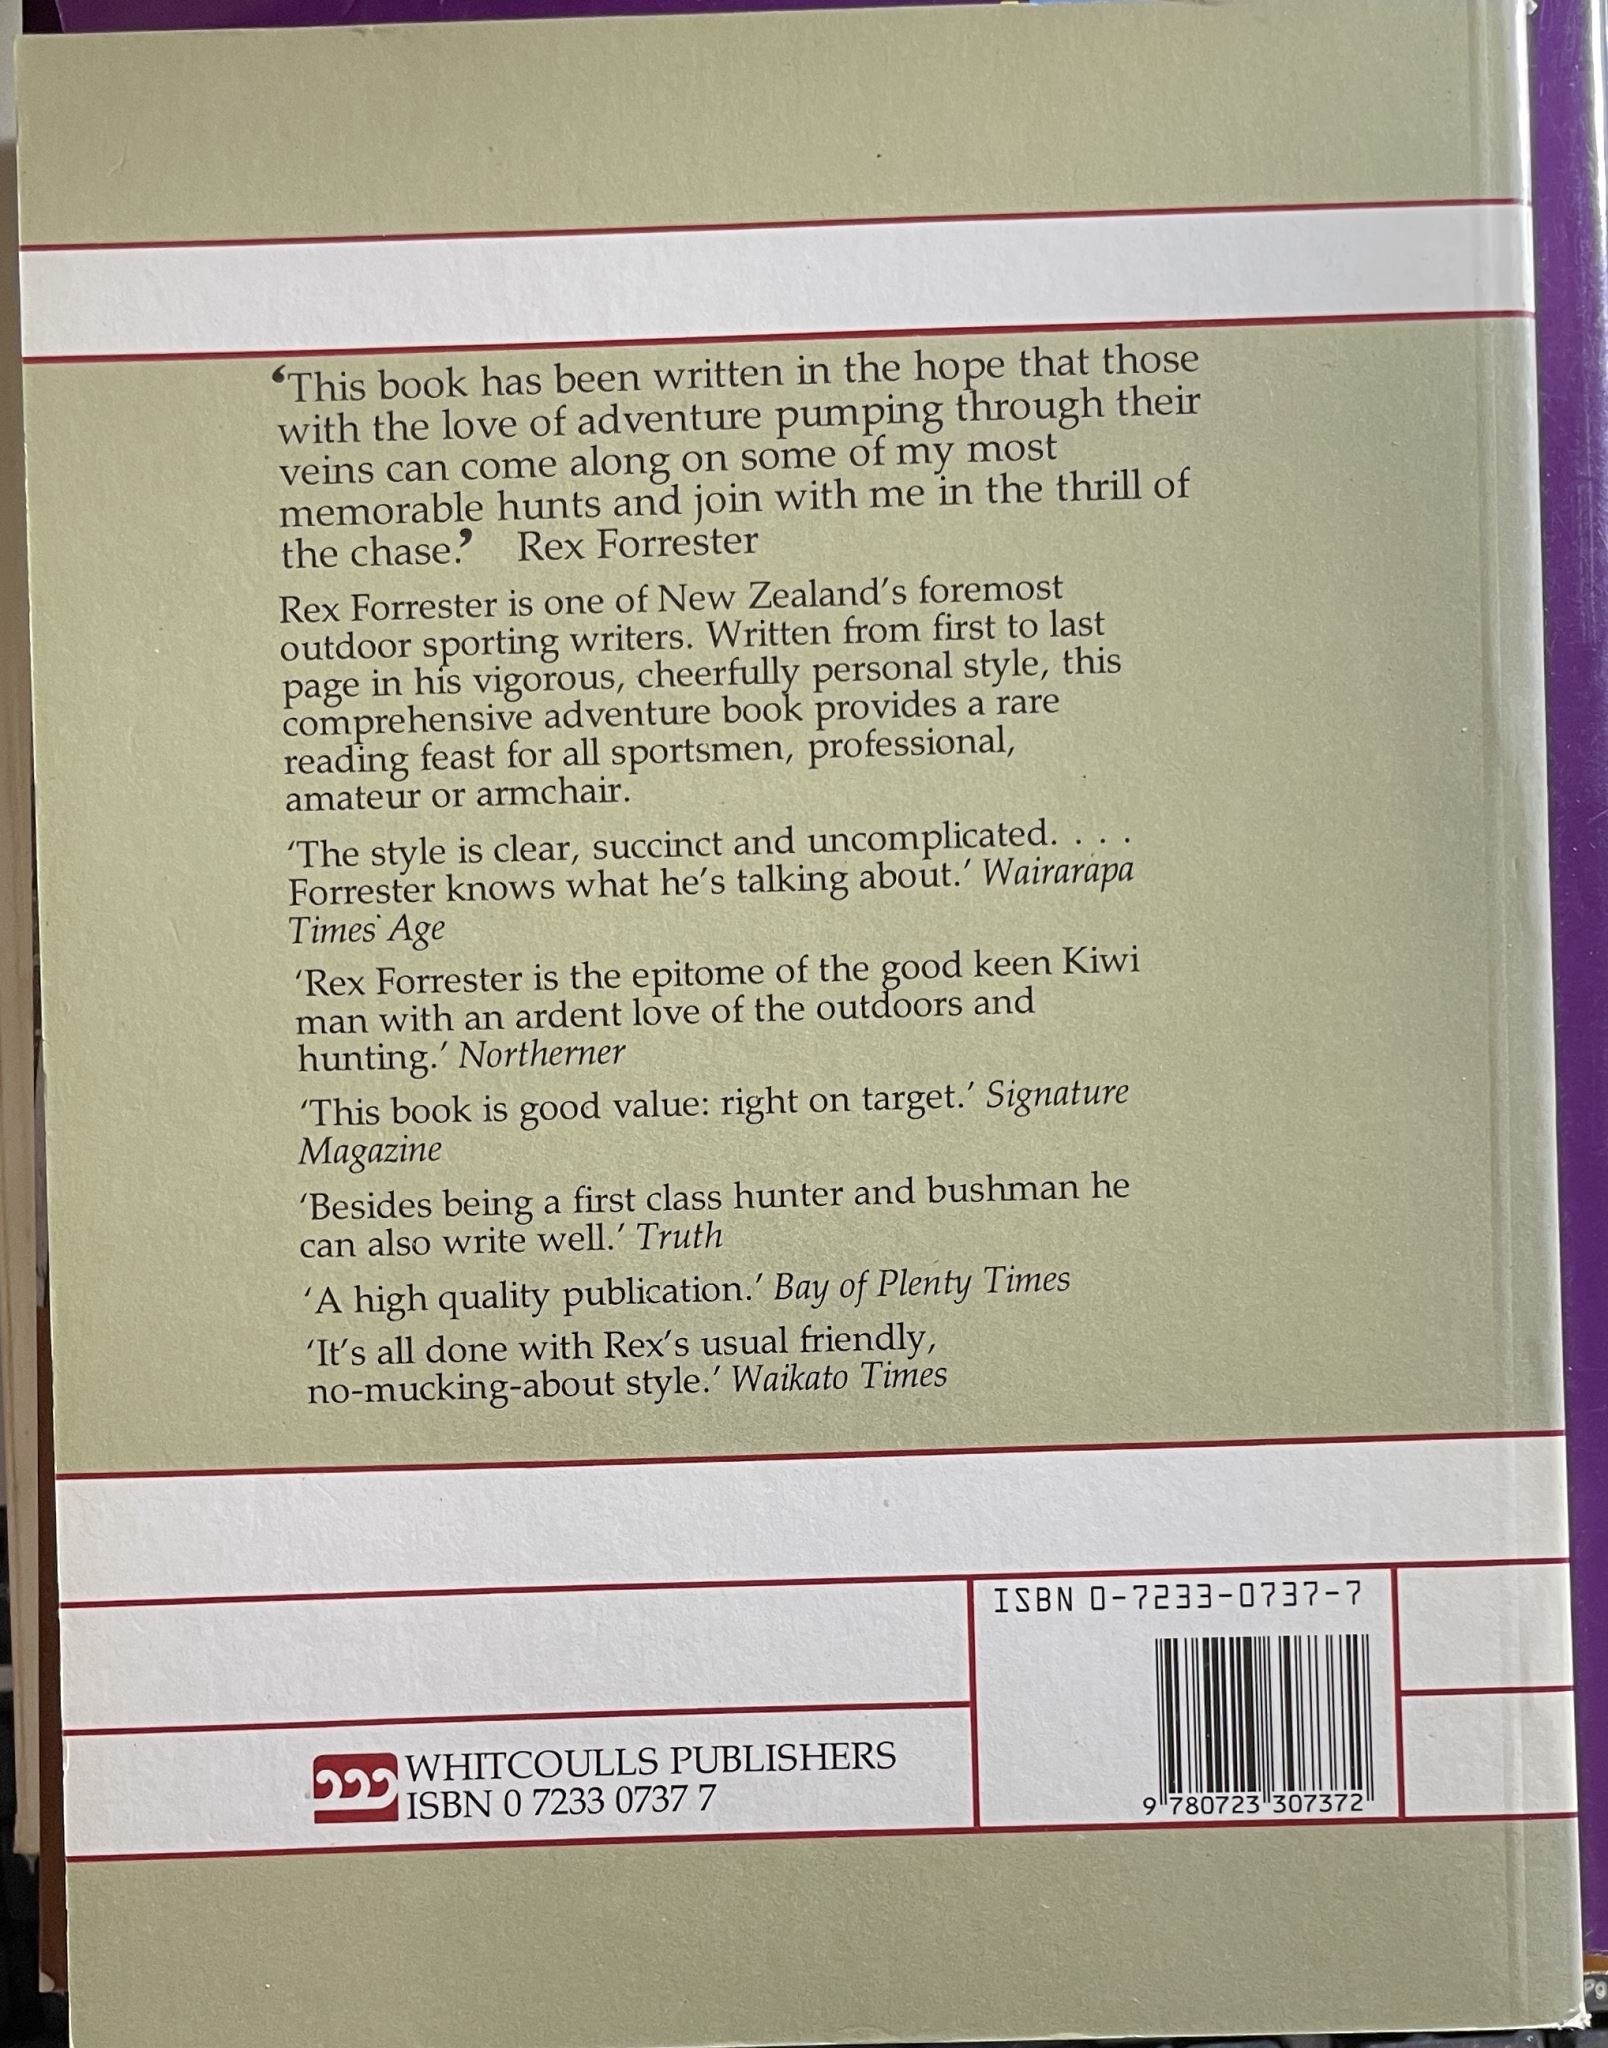 ‘This book has been written in the hope that those
with the love of adventure pumping through their
veins can come along on some of my most
memorable hunts and join with me in the thrill of
the chase.’ Rex Forrester
Rex Forrester is one of New Zealand's foremost
outdoor sporting writers. Written from first to last
page in his vigorous, cheerfully personal style, this
comprehensive adventure book provides a rare
reading feast for all sportsmen, professional,
amateur or armchair.
‘The style is clear, succinct and uncomplicated. . . .
Forrester knows what he's talking about.’ Wairarapa
Times Age
‘Rex Forrester is the epitome of the good keen Kiwi
man with an ardent love of the outdoors and
hunting.’ Northerner
‘This book is good value: right on target.’ Signature
Magazine
‘Besides being a first class hunter and bushman he
can also write well.’ Truth
‘A high quality publication.’ Bay of Plenty Times
‘It's all done with Rex's usual friendly,
no-mucking-about style.’ Waikato Times
ISBN 0-7233-0737-7
9 780723 307372
WHITCOULLS PUBLISHERS
ISBN 0 7233 0737 7
Pg